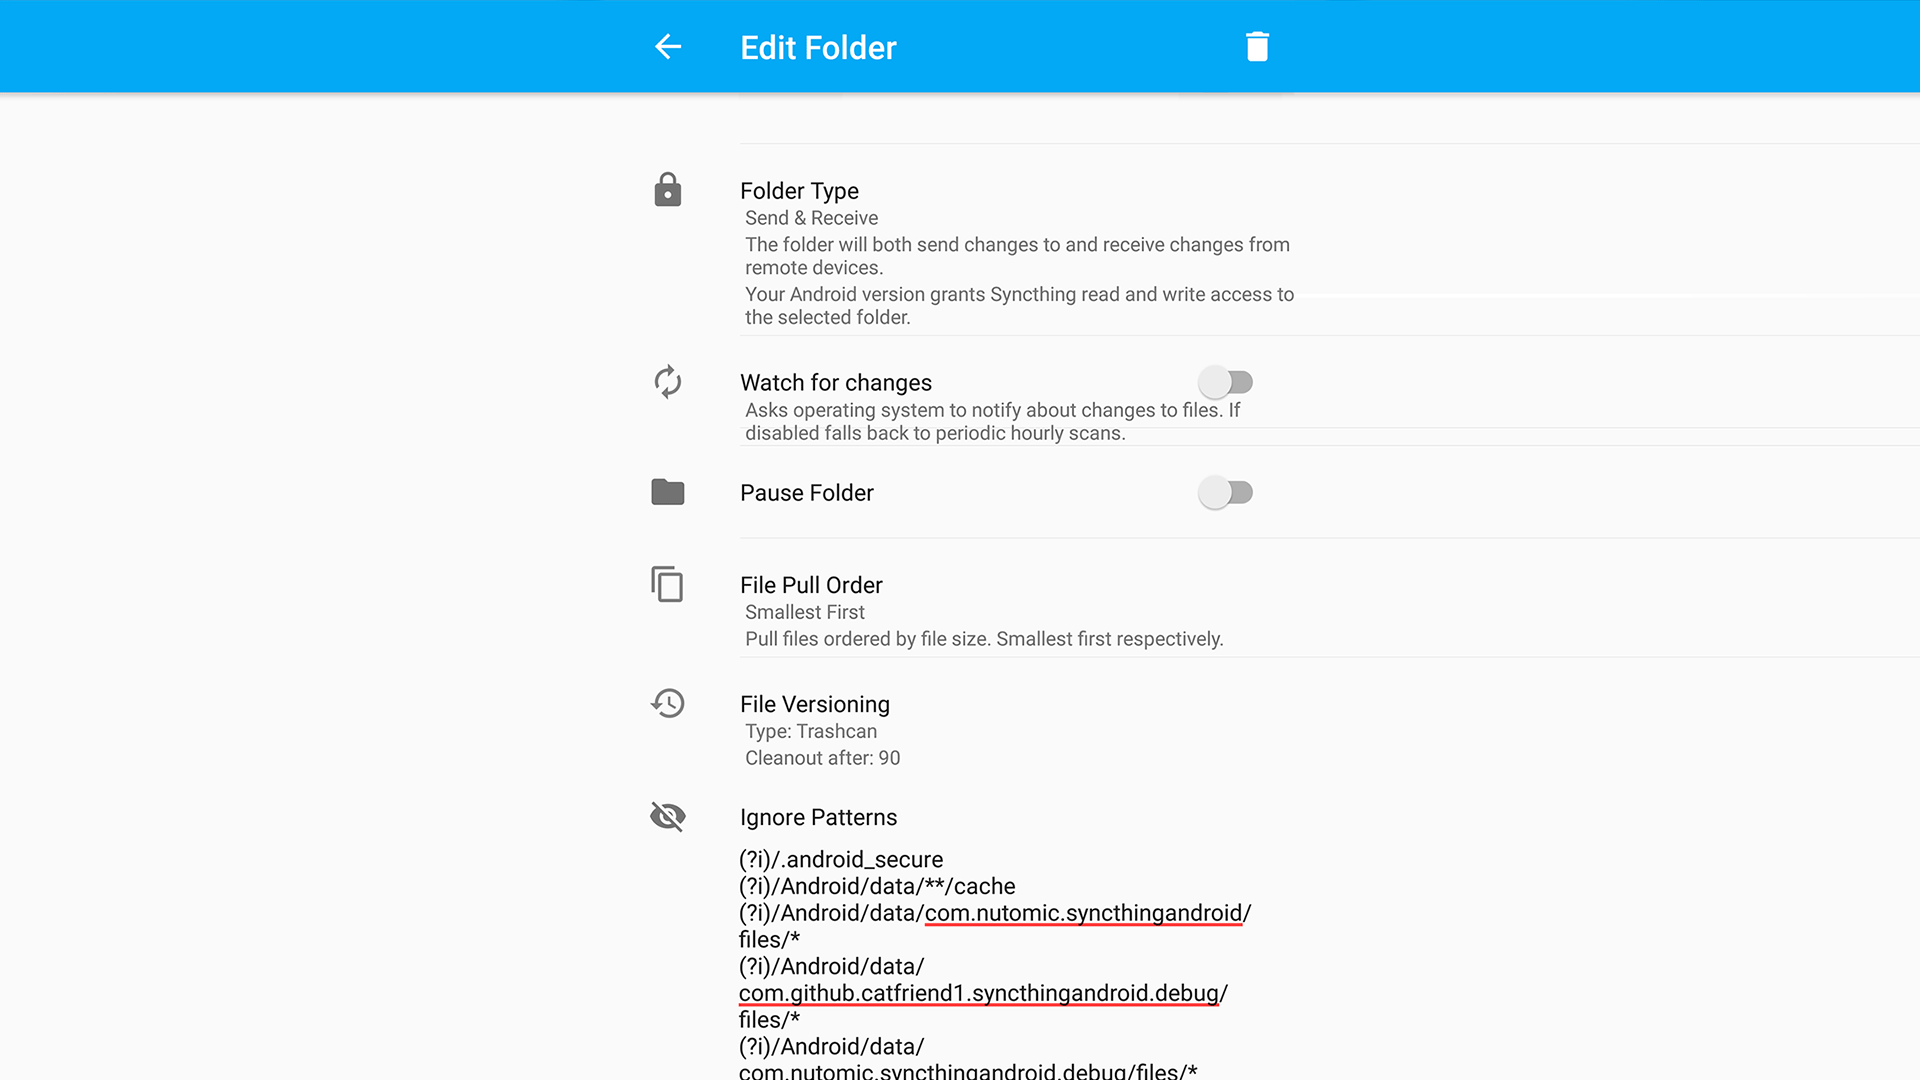 Edit Folder
Folder Type
Send & Receive
The folder will both send changes to and receive changes from
remote devices.
Your Android version grants Syncthing read and write access to
the selected folder.
Watch for changes
Asks operating system to notify about changes to files. If
disabled falls back to periodic hourly scans.
Pause Folder
File Pull Order
Smallest First
Pull files ordered by file size. Smallest first respectively.
File Versioning
Type: Trashcan
Cleanout after: 90
Ignore Patterns
(?i)/.android_secure
(?i)/Android/data/**/cache
(?i)/Android/data/com.nutomic.syncthingandroid/
files/*
(?i)/Android/data/
com.github.catfriend1.syncthingandroid.debug/
files/*
(?i)/Android/data/
com.nutomic.syncthingandroid.debug/files/*